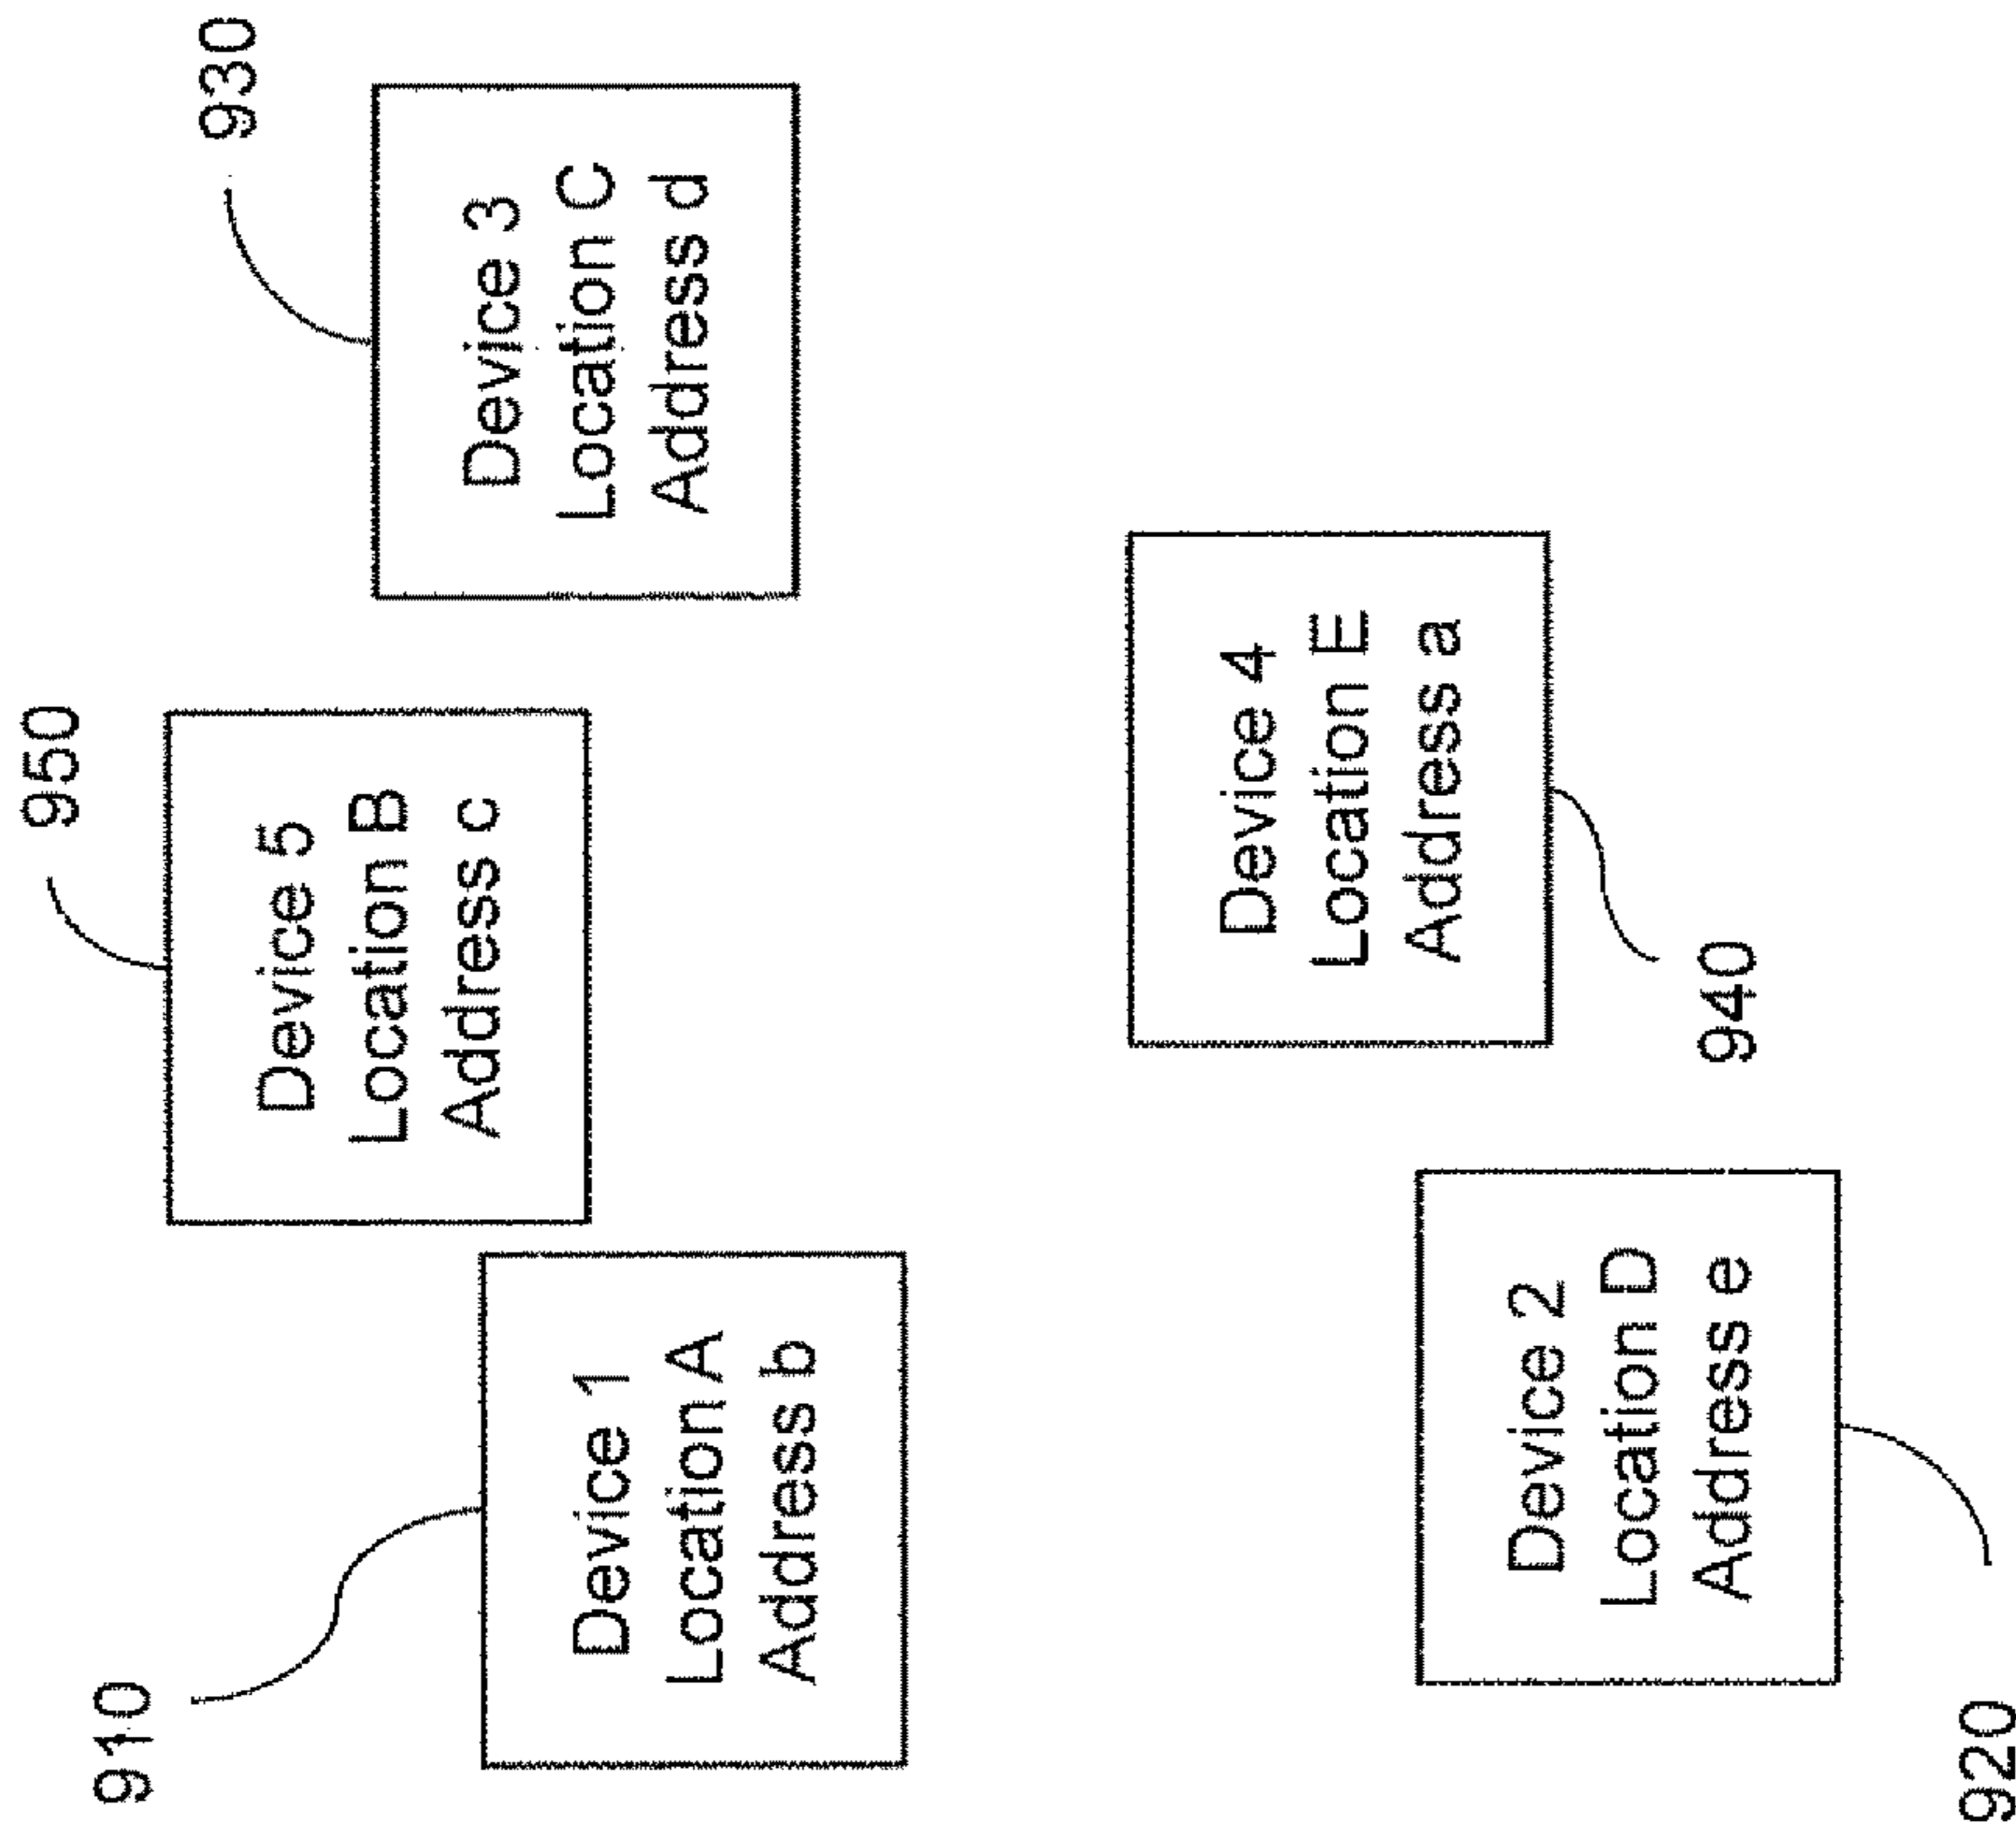 910
Device 1
Location A
Address b
950
Device 5
Location B
Address c
930
Device 3
Location C
Address d
920
Device 2
Location D
Address e
940
Device 4
Location E
Address a